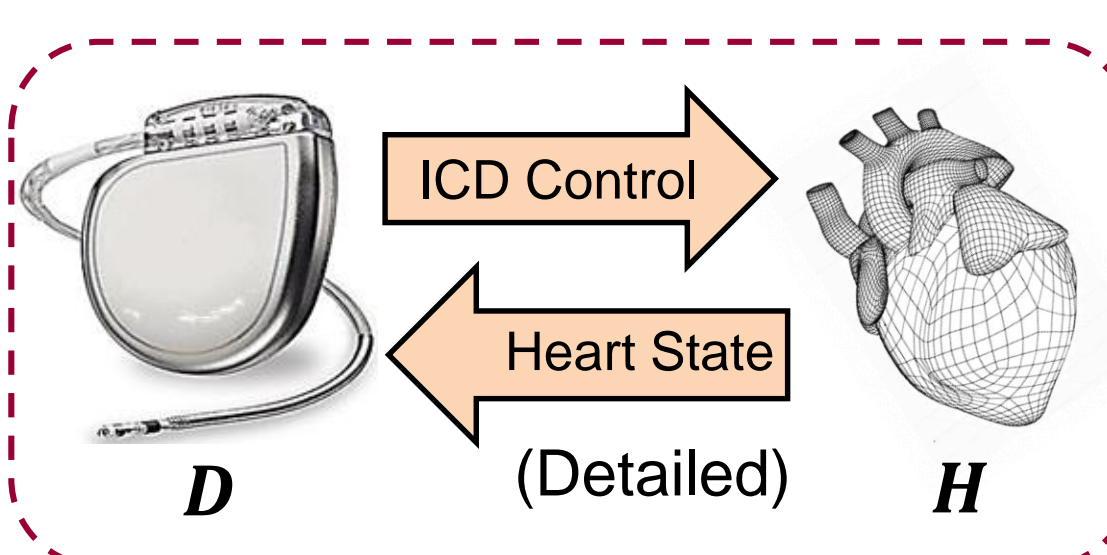 ICD Control
Heart State
(Detailed)
D
H